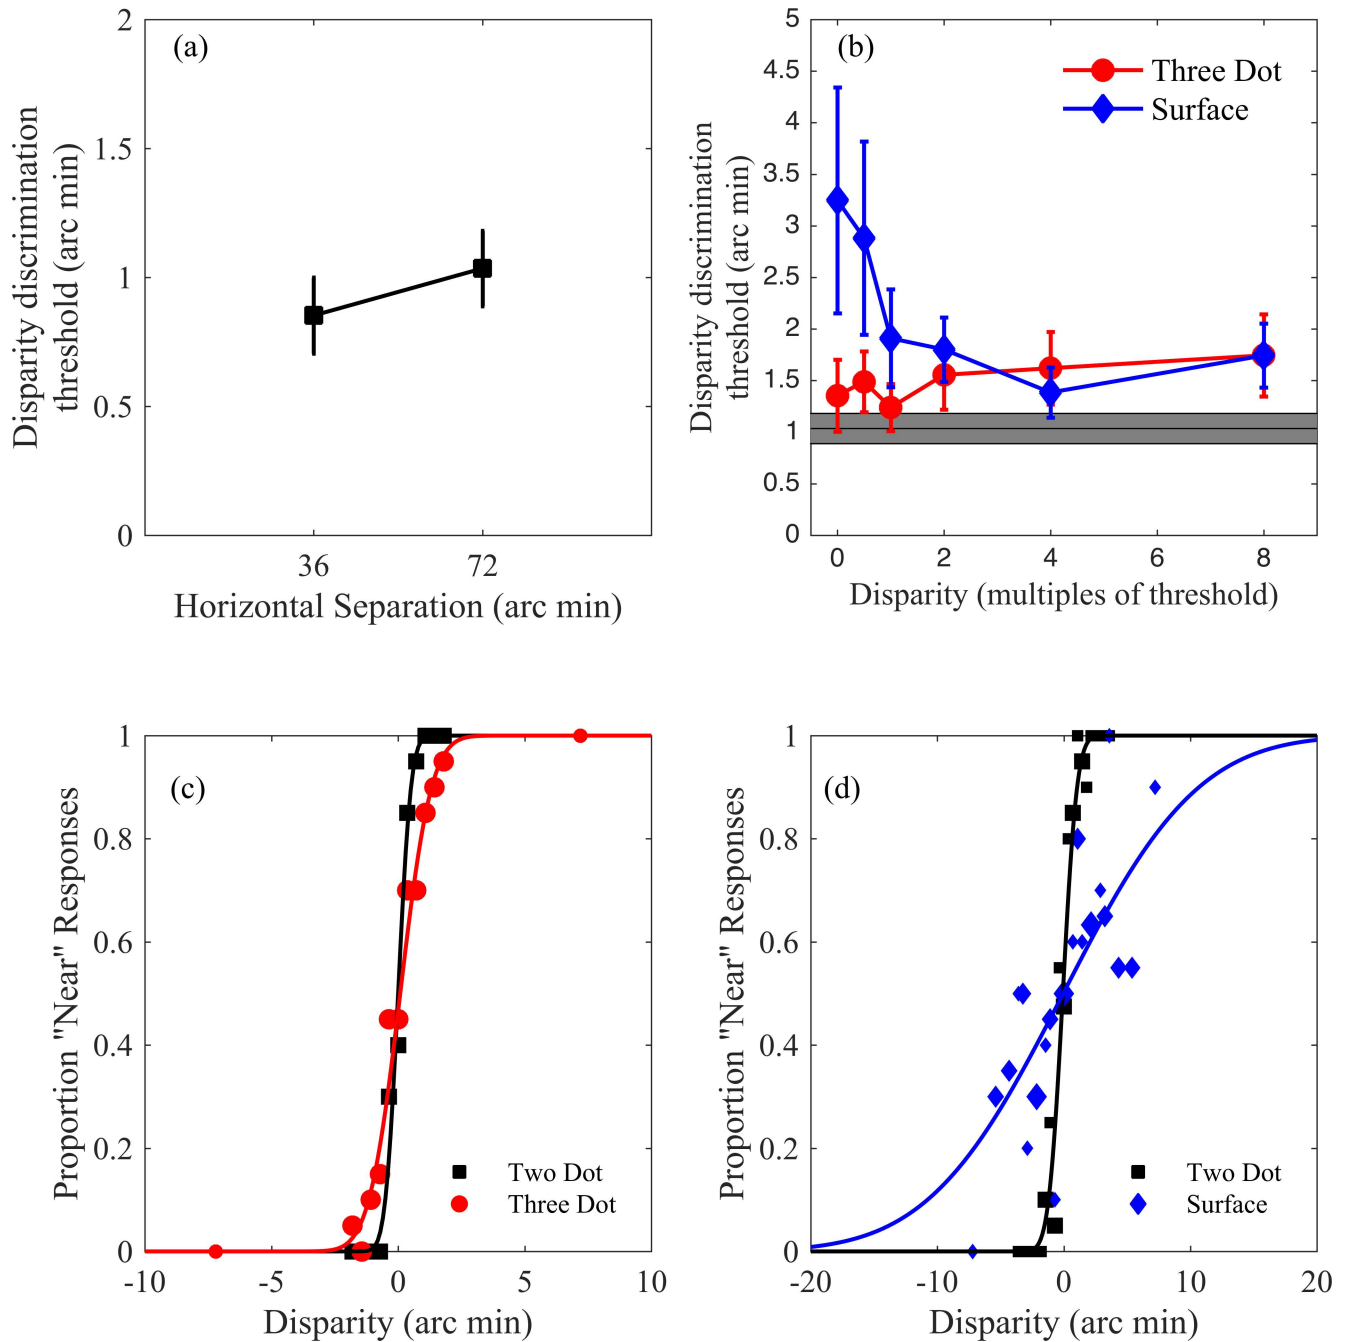 (a)
2
1.5
1
0.5
0
36
72
Horizontal Separation (arc min)
Disparity discrimination
threshold (arc min)
(b)
Three Dot
Surface
5
4.5
4
3.5
3
2.5
2
1.5
1
0.5
0
0
2
4
6
8
Disparity (multiples of threshold)
Disparity discrimination
threshold (arc min)
(c)
1
0.8
0.6
0.4
0.2
0
Two Dot
Three Dot
-10
-5
0
5
10
Disparity (arc min)
Proportion "Near" Responses
(d)
1
0.8
0.6
0.4
0.2
0
Two Dot
Surface
-20
-10
0
10
20
Disparity (arc min)
Proportion "Near" Responses